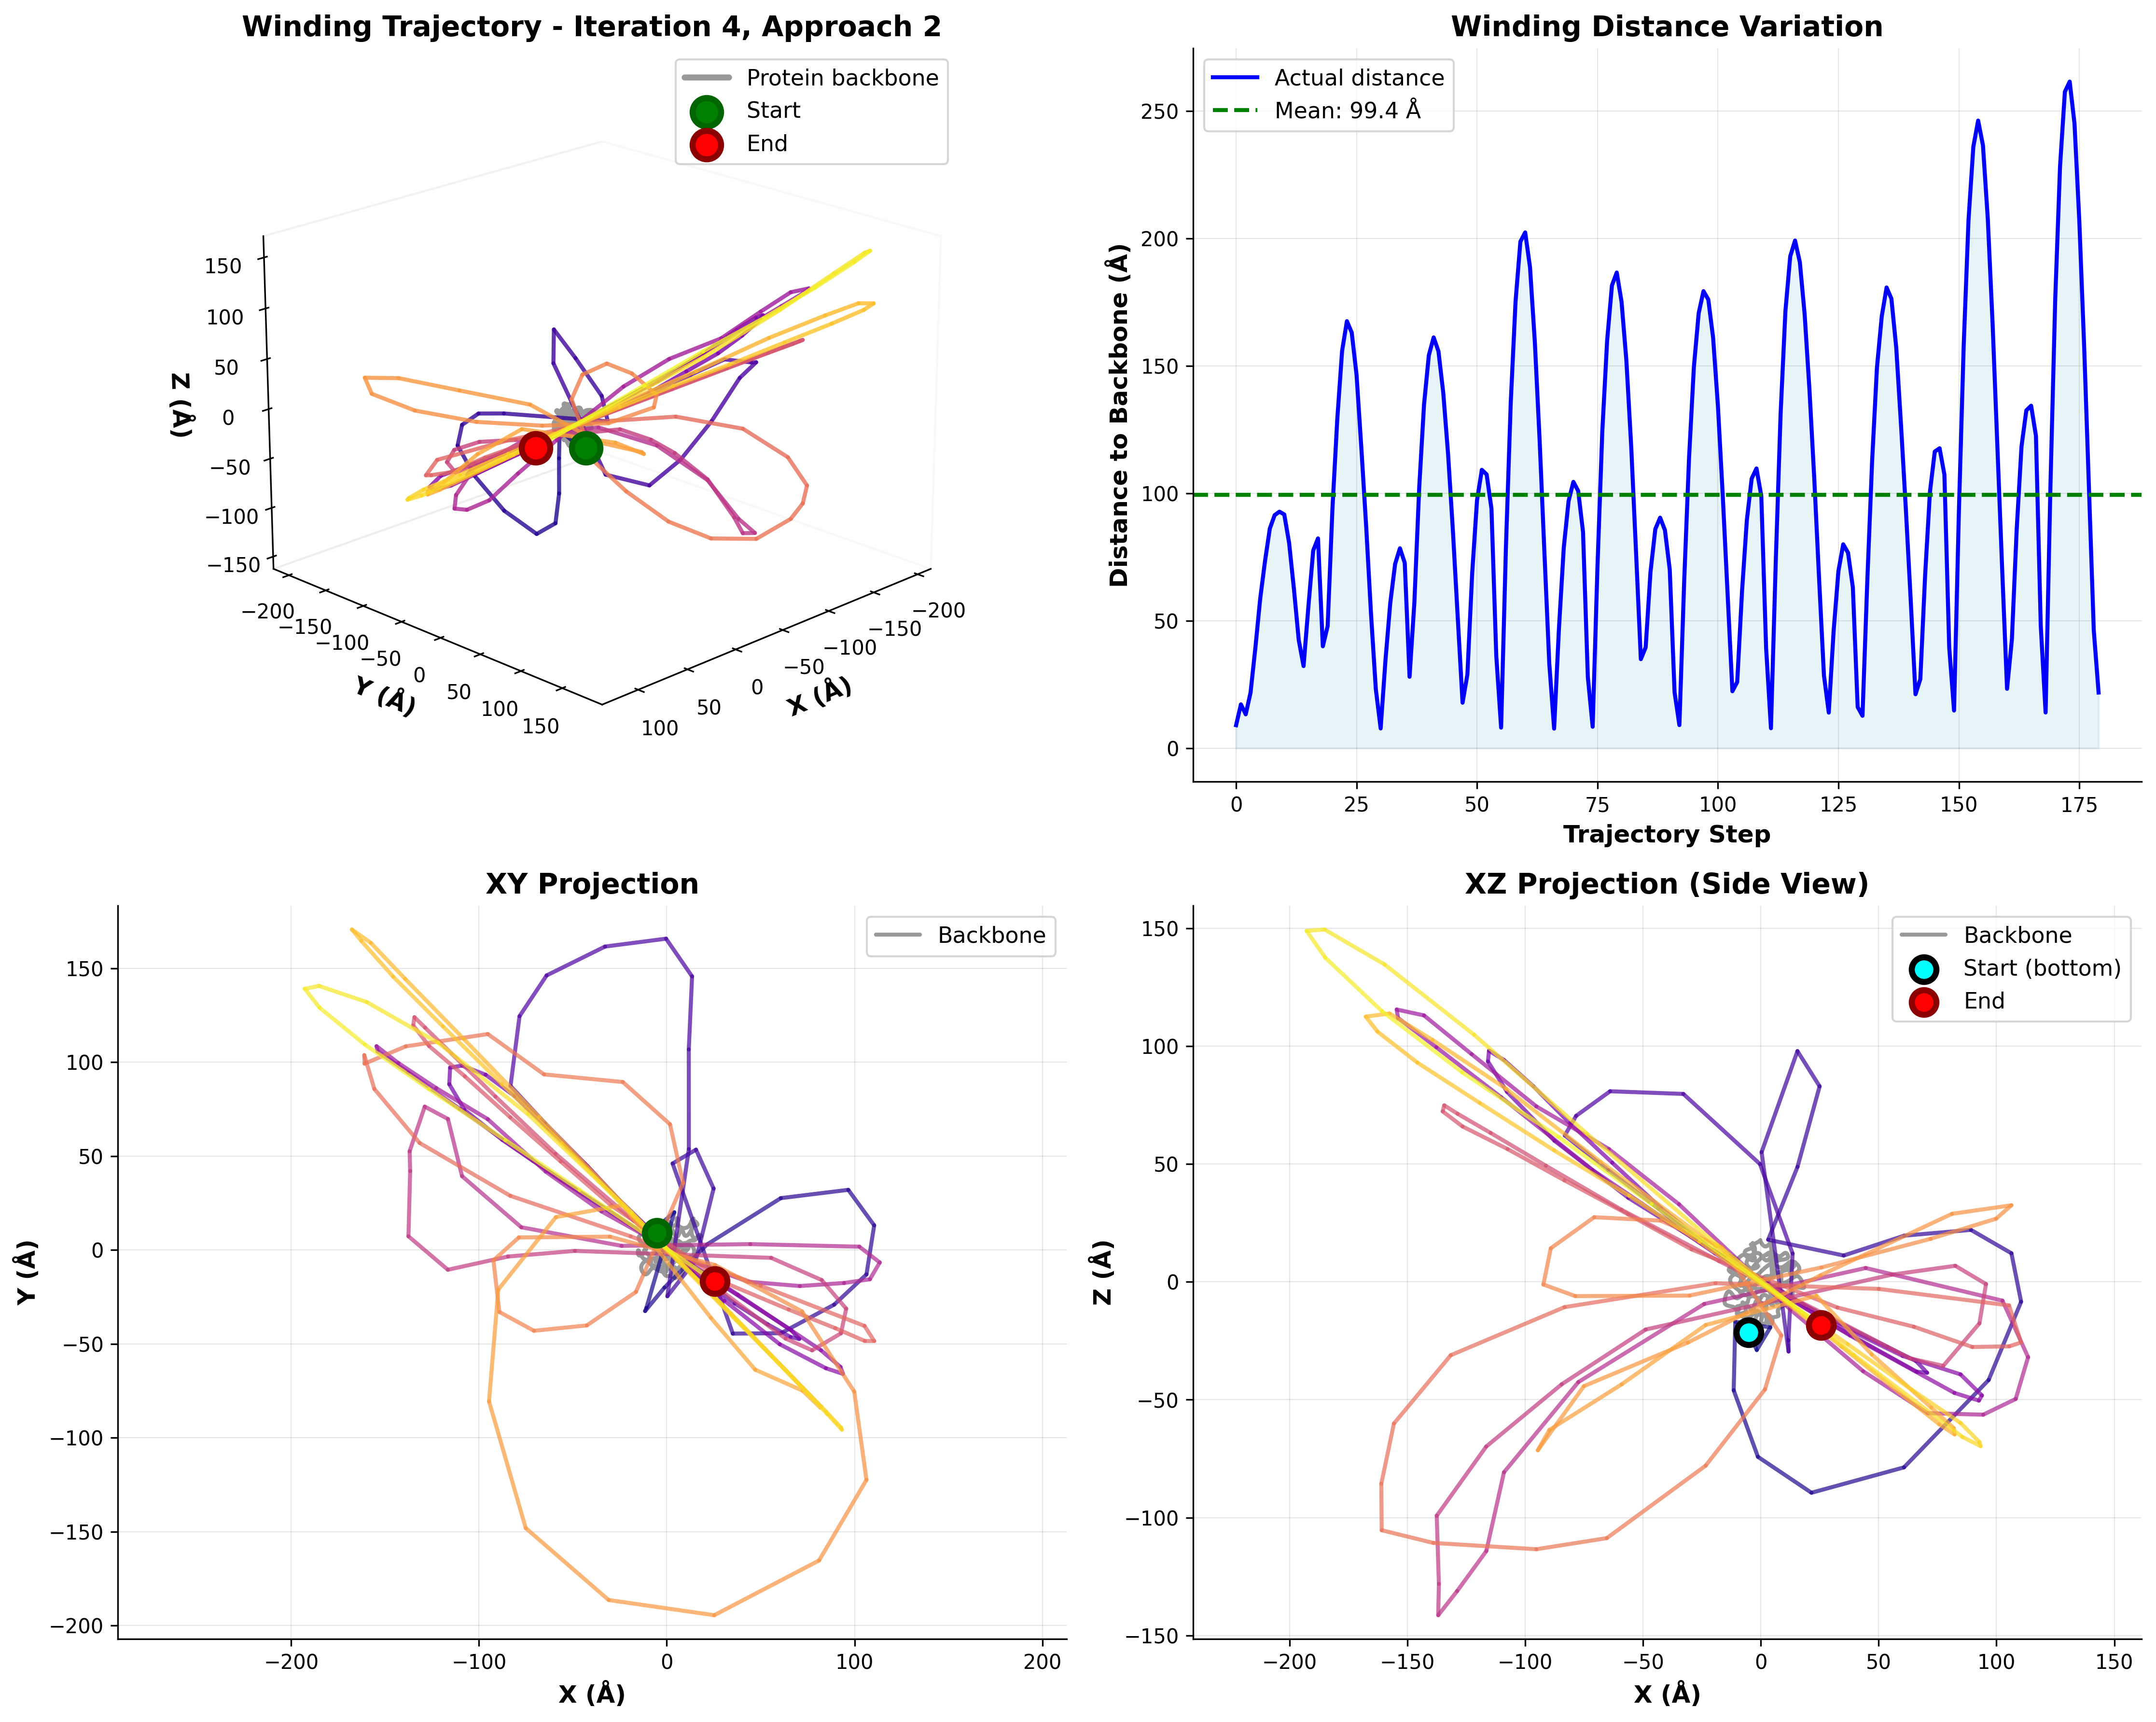 Winding Trajectory - Iteration 4, Approach 2
Protein backbone
Start
End
150
100
50
0
−50
−100
−150
Z (Å)
−200
−150
−100
−50
0
50
100
150
Y (Å)
100
50
0
−50
−100
−150
−200
X (Å)
Winding Distance Variation
Actual distance
Mean: 99.4 Å
Distance to Backbone (Å)
250
200
150
100
50
0
0
25
50
75
100
125
150
175
Trajectory Step
XY Projection
Backbone
Y (Å)
150
100
50
0
−50
−100
−150
−200
−200
−100
0
100
200
X (Å)
XZ Projection (Side View)
Backbone
Start (bottom)
End
Z (Å)
150
100
50
0
−50
−100
−150
−200
−150
−100
−50
0
50
100
150
X (Å)